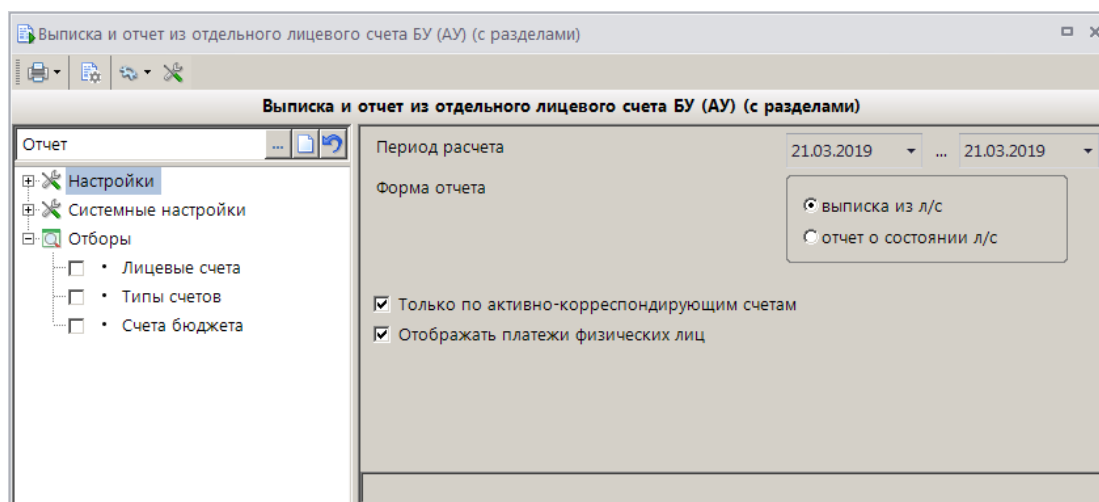 Выписка и отчет из отдельного лицевого счета БУ (АУ) (с разделами)
Выписка и отчет из отдельного лицевого счета БУ (АУ) (с разделами)
Отчет ...
Настройки
Системные настройки
Отборы
Лицевые счета
Типы счетов
Счета бюджета
Период расчета 21.03.2019 ... 21.03.2019
Форма отчета
выписка из л/с
отчет о состоянии л/с
Только по активно-корреспондирующим счетам
Отображать платежи физических лиц